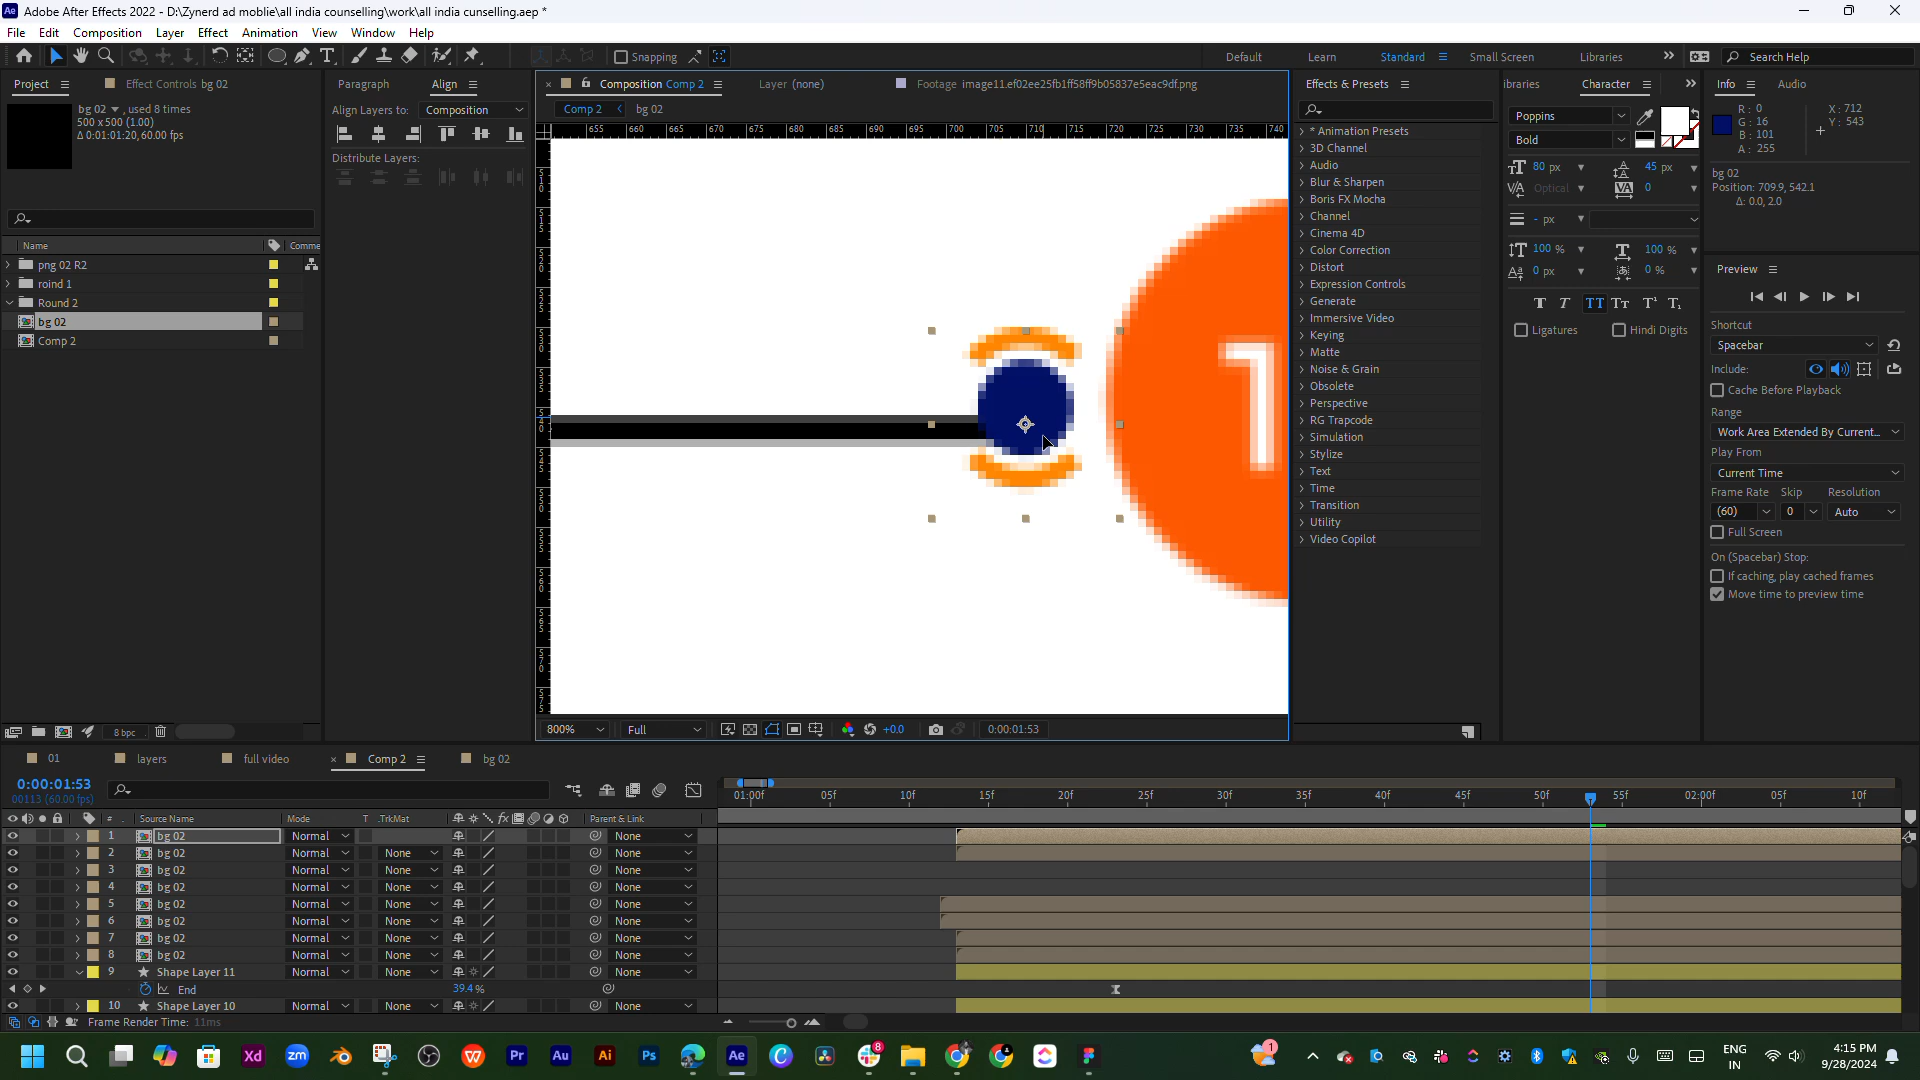 Adobe After Effects 2022 - D:\Zynerd ad moblie\all india counselling\work\all india cunselling.aep *
File Edit Composition Layer Effect Animation View Window Help
Snapping Default Learn Standard Small Screen Libraries Search Help
Project Effect Controls bg 02 Paragraph Align Composition Comp 2 Layer (none) Footage image11.ef02ee25fb1ff58ff9b05837e5eac9df.png Effects & Presets ibraries Character Info Audio
bg 02 , used 8 times
500 x 500 (1.00)
Δ 0:01:01:20, 60.00 fps
Name Comme
png 02 R2
roind 1
Round 2
bg 02
Comp 2
8 bpc
Align Layers to: Composition
Distribute Layers:
Comp 2 bg 02
655 660 665 670 675 680 685 690 695 700 705 710 715 720 725 730 735 740
1
800% Full +0.0 0:00:01:53
* Animation Presets
3D Channel
Audio
Blur & Sharpen
Boris FX Mocha
Channel
Cinema 4D
Color Correction
Distort
Expression Controls
Generate
Immersive Video
Keying
Matte
Noise & Grain
Obsolete
Perspective
RG Trapcode
Simulation
Stylize
Text
Time
Transition
Utility
Video Copilot
Poppins
Bold
80 px 45 px
Optical 0
- px
100 % 100 %
0 px 0 %
Ligatures Hindi Digits
R: 0
G: 16
B: 101
A: 255
X: 712
Y: 543
bg 02
Position: 709.9, 542.1
Δ: 0.0, 2.0
Preview
Shortcut
Spacebar
Include:
Cache Before Playback
Range
Work Area Extended By Current...
Play From
Current Time
Frame Rate Skip Resolution
(60) 0 Auto
Full Screen
On (Spacebar) Stop:
If caching, play cached frames
Move time to preview time
01 layers full video Comp 2 bg 02
0:00:01:53
00113 (60.00 fps)
01:00f 05f 10f 15f 20f 25f 30f 35f 40f 45f 50f 55f 02:00f 05f 10f
# Source Name Mode T .TrkMat Parent & Link
1 bg 02 Normal None
2 bg 02 Normal None None
3 bg 02 Normal None None
4 bg 02 Normal None None
5 bg 02 Normal None None
6 bg 02 Normal None None
7 bg 02 Normal None None
8 bg 02 Normal None None
9 Shape Layer 11 Normal None None
End 39.4 %
10 Shape Layer 10 Normal None None
Frame Render Time: 11ms
Xd zm Pr Au Ai Ps Ae 8 1 ENG
IN
4:15 PM
9/28/2024